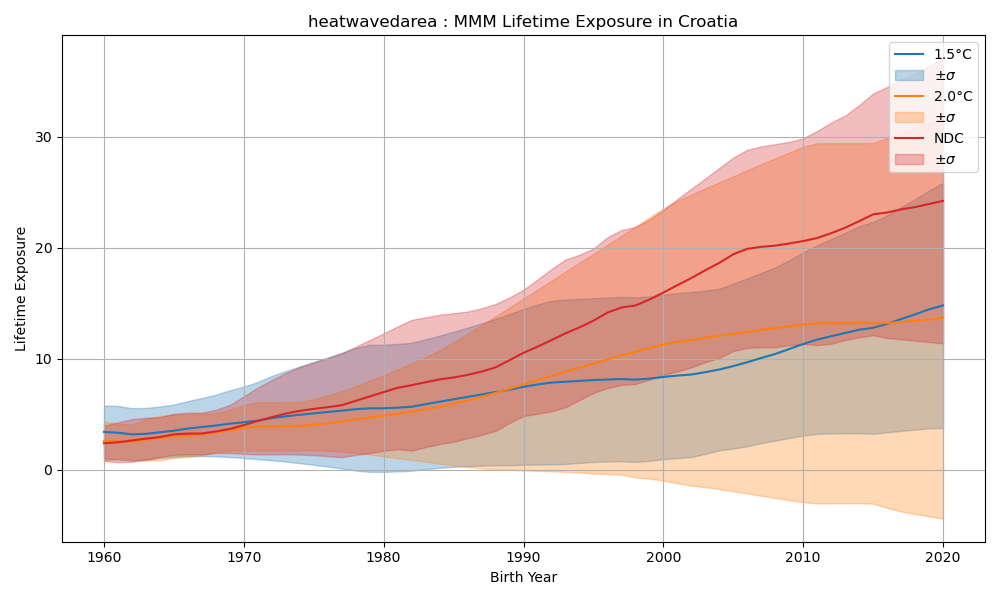 heatwavedarea : MMM Lifetime Exposure in Croatia
Lifetime Exposure
30
20
10
0
1960 1970 1980 1990 2000 2010 2020
Birth Year
1.5°C
±σ
2.0°C
±σ
NDC
±σ